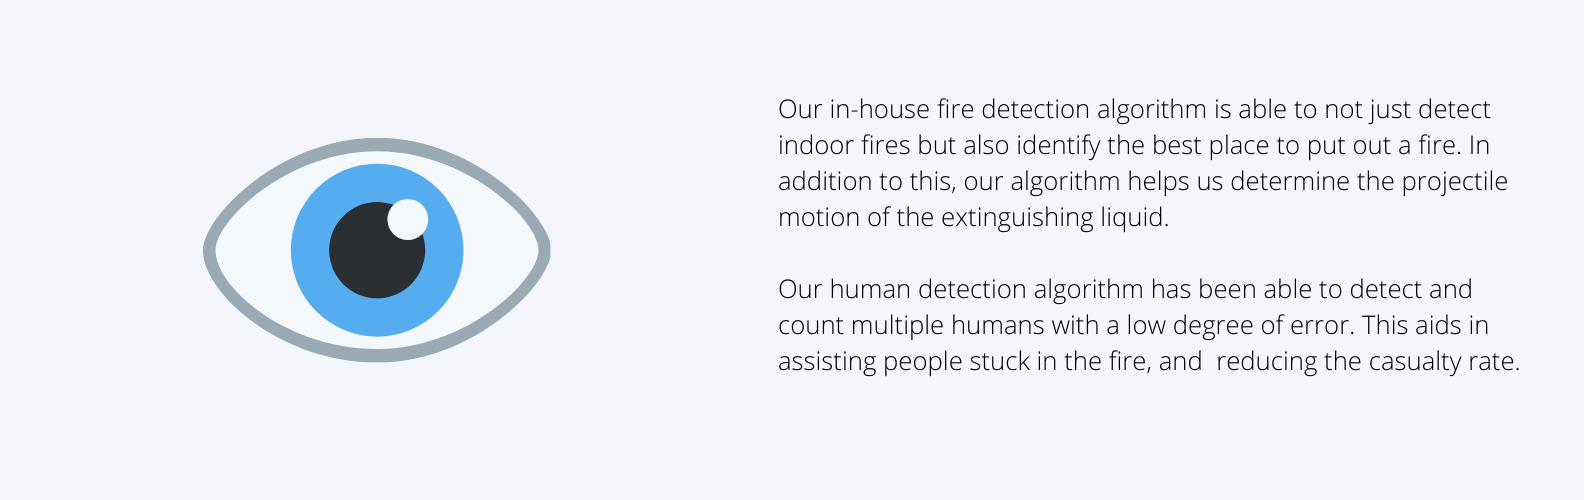 Our in-house fire detection algorithm is able to not just detect
indoor fires but also identify the best place to put out a fire. In
addition to this, our algorithm helps us determine the projectile
motion of the extinguishing liquid.
Our human detection algorithm has been able to detect and
count multiple humans with a low degree of error. This aids in
assisting people stuck in the fire, and  reducing the casualty rate.